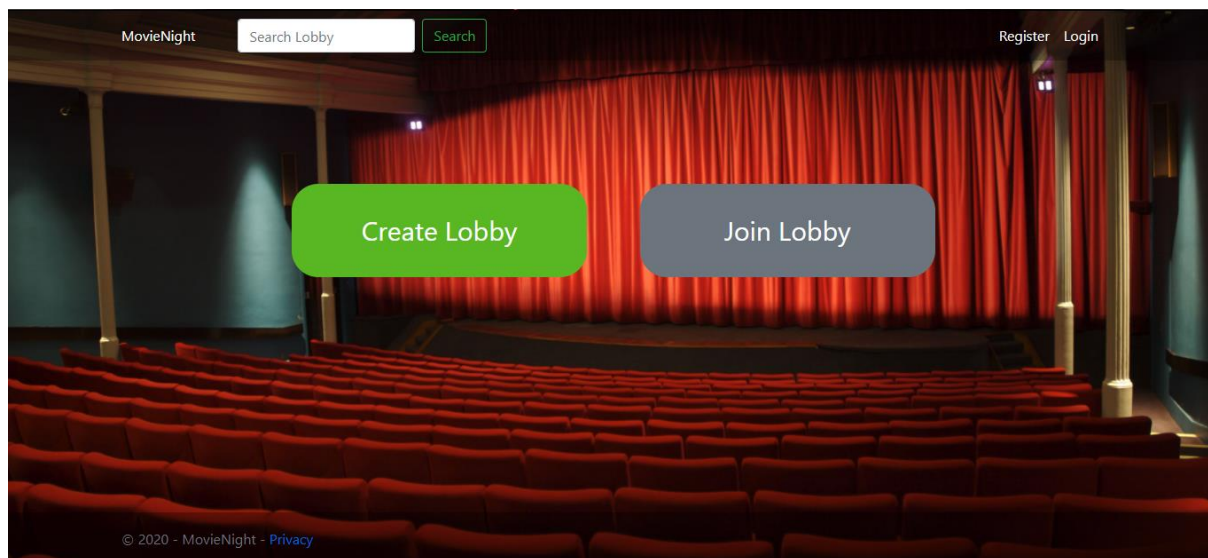 MovieNight Search Lobby Search Register Login
Create Lobby Join Lobby
© 2020 - MovieNight - Privacy